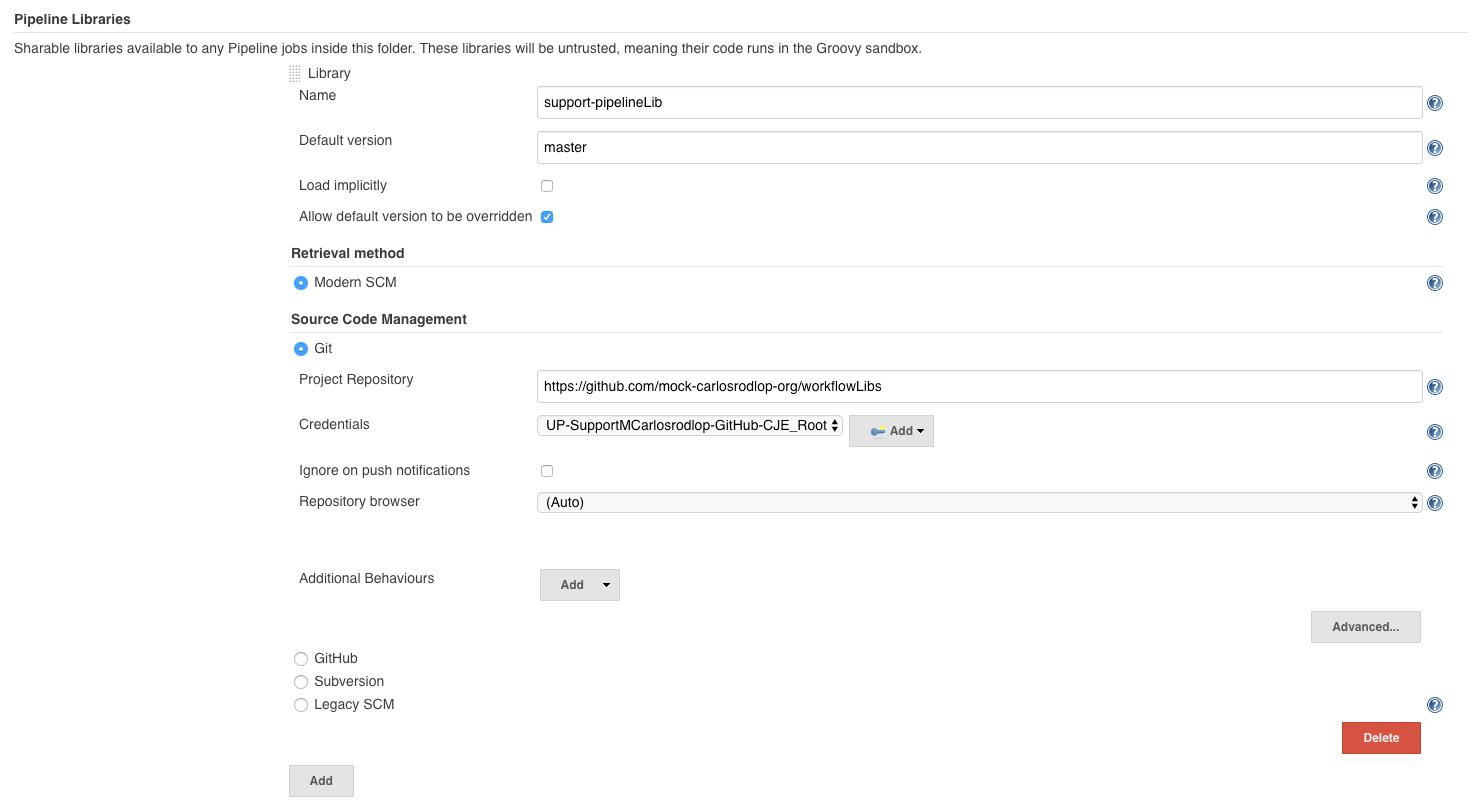 Pipeline Libraries
Sharable libraries available to any Pipeline jobs inside this folder. These libraries will be untrusted, meaning their code runs in the Groovy sandbox.
Library
Name support-pipelineLib ?
Default version master ?
Load implicitly ?
Allow default version to be overridden ?
Retrieval method
Modern SCM ?
Source Code Management
Git
Project Repository https://github.com/mock-carlosrodlop-org/workflowLibs ?
Credentials UP-SupportMCarlosrodlop-GitHub-CJE_Root Add ?
Ignore on push notifications ?
Repository browser (Auto) ?
Additional Behaviours Add
Advanced...
GitHub
Subversion
Legacy SCM ?
Delete
Add